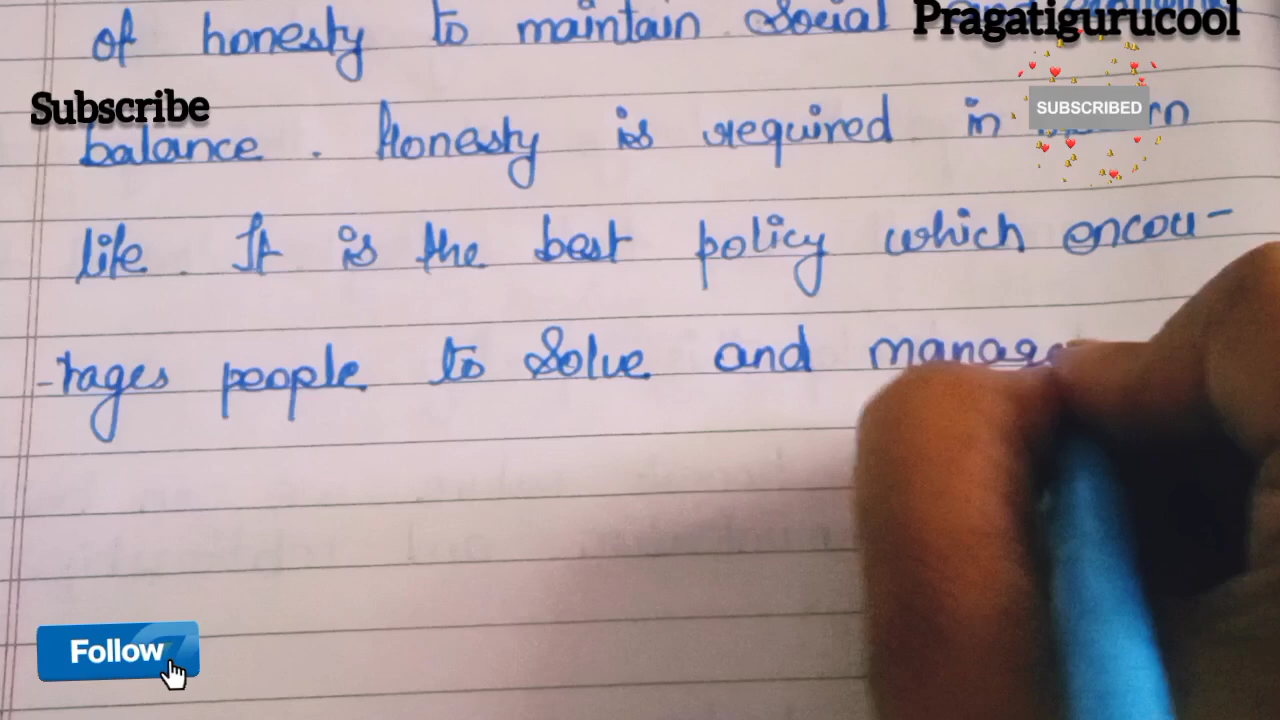 of honesty to maintain social
Pragatigurucool
Subscribe
SUBSCRIBED
balance. Honesty is required in
life. It is the best policy which encou-
-rages people to solve and manage
Follow